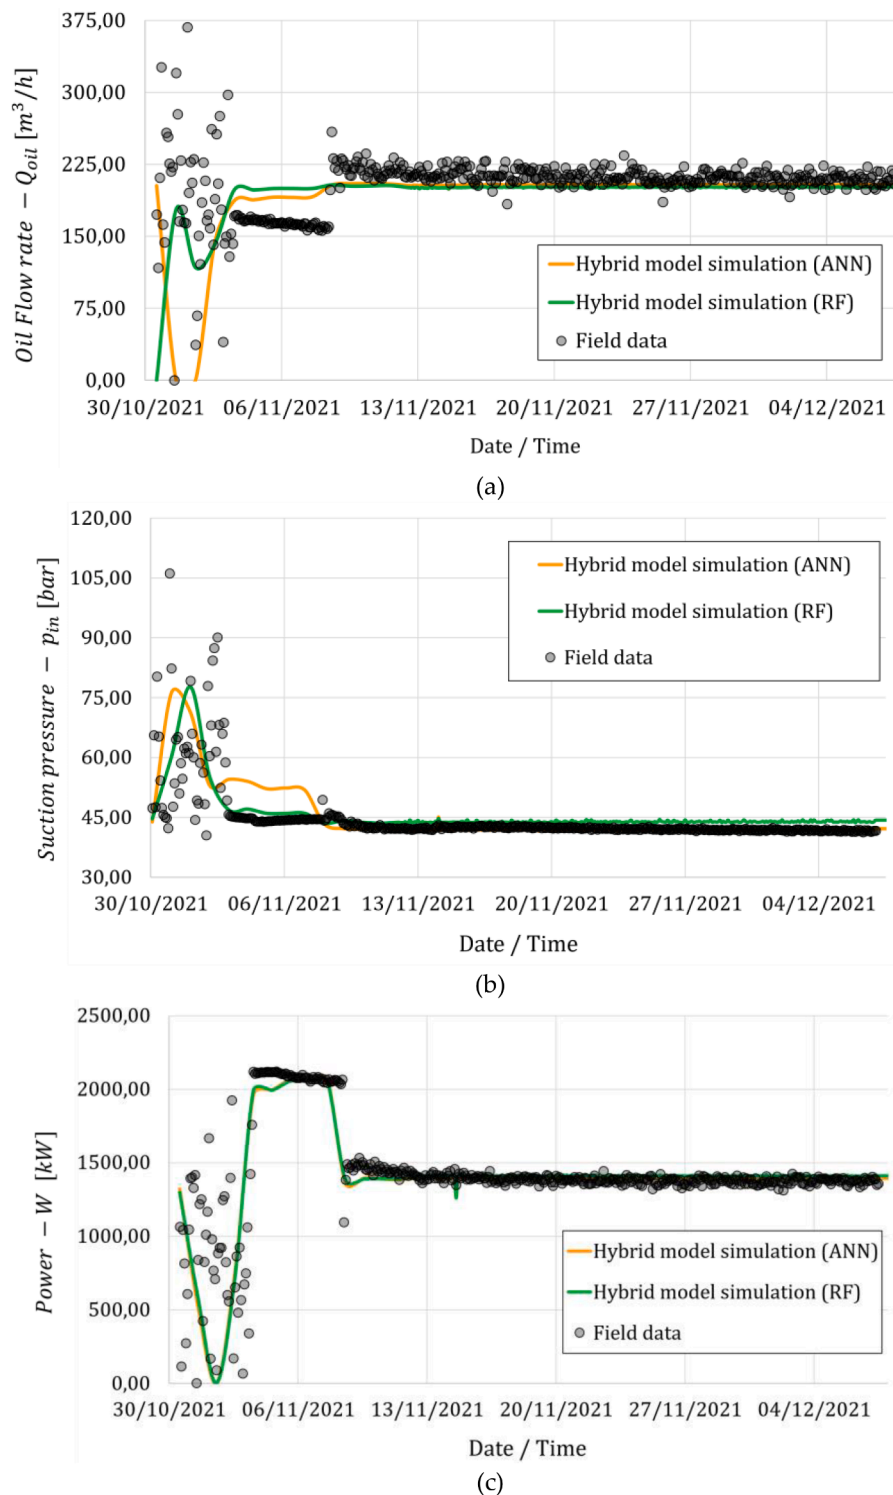 375,00
300,00
225,00
150,00
75,00
0,00
Oil Flow rate − Q_oil [m³/h]
Hybrid model simulation (ANN)
Hybrid model simulation (RF)
Field data
30/10/2021 06/11/2021 13/11/2021 20/11/2021 27/11/2021 04/12/2021
Date / Time
(a)
120,00
105,00
90,00
75,00
60,00
45,00
30,00
Suction pressure − p_in [bar]
Hybrid model simulation (ANN)
Hybrid model simulation (RF)
Field data
30/10/2021 06/11/2021 13/11/2021 20/11/2021 27/11/2021 04/12/2021
Date / Time
(b)
2500,00
2000,00
1500,00
1000,00
500,00
0,00
Power − W [kW]
Hybrid model simulation (ANN)
Hybrid model simulation (RF)
Field data
30/10/2021 06/11/2021 13/11/2021 20/11/2021 27/11/2021 04/12/2021
Date / Time
(c)